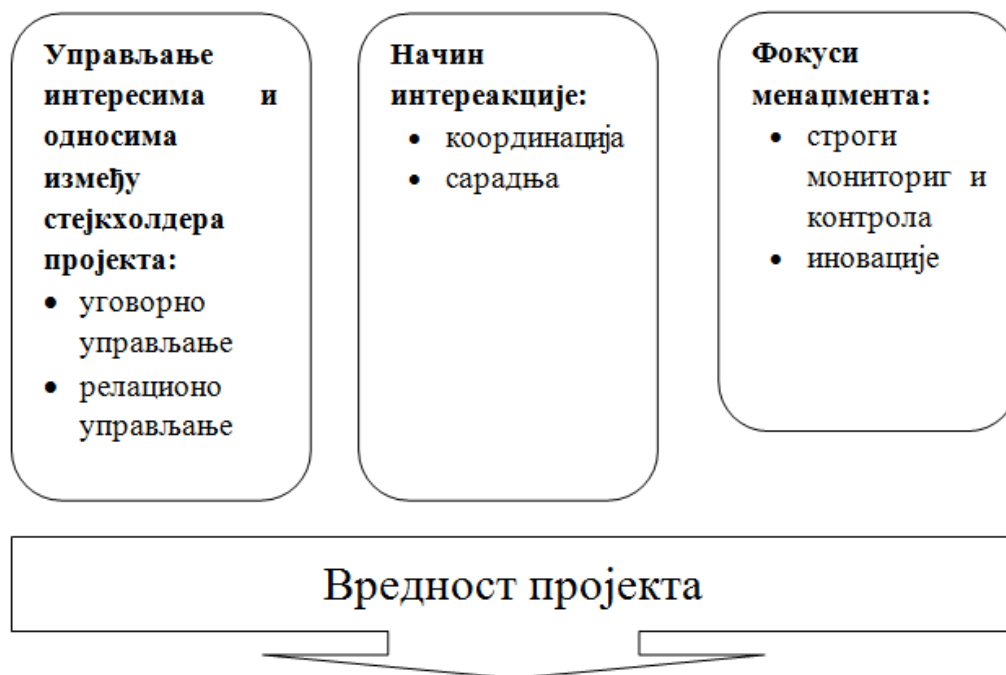 Управљање
интересима и
односима
између
стејкхолдера
пројекта:
• уговорно
управљање
• релационо
управљање
Начин
интереакције:
• координација
• сарадња
Фокуси
менаџмента:
• строги
мониториг и
контрола
• иновације
Вредност пројекта